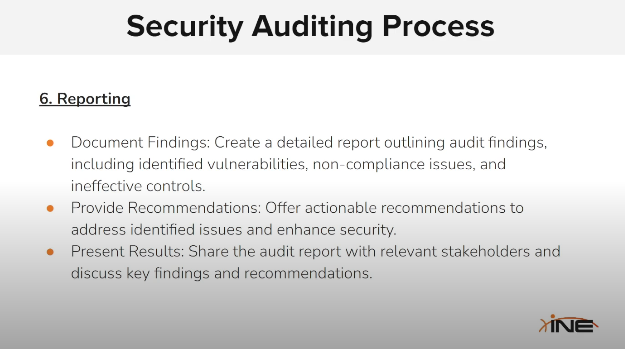 Security Auditing Process
6. Reporting
● Document Findings: Create a detailed report outlining audit findings,
including identified vulnerabilities, non-compliance issues, and
ineffective controls.
● Provide Recommendations: Offer actionable recommendations to
address identified issues and enhance security.
● Present Results: Share the audit report with relevant stakeholders and
discuss key findings and recommendations.
INE